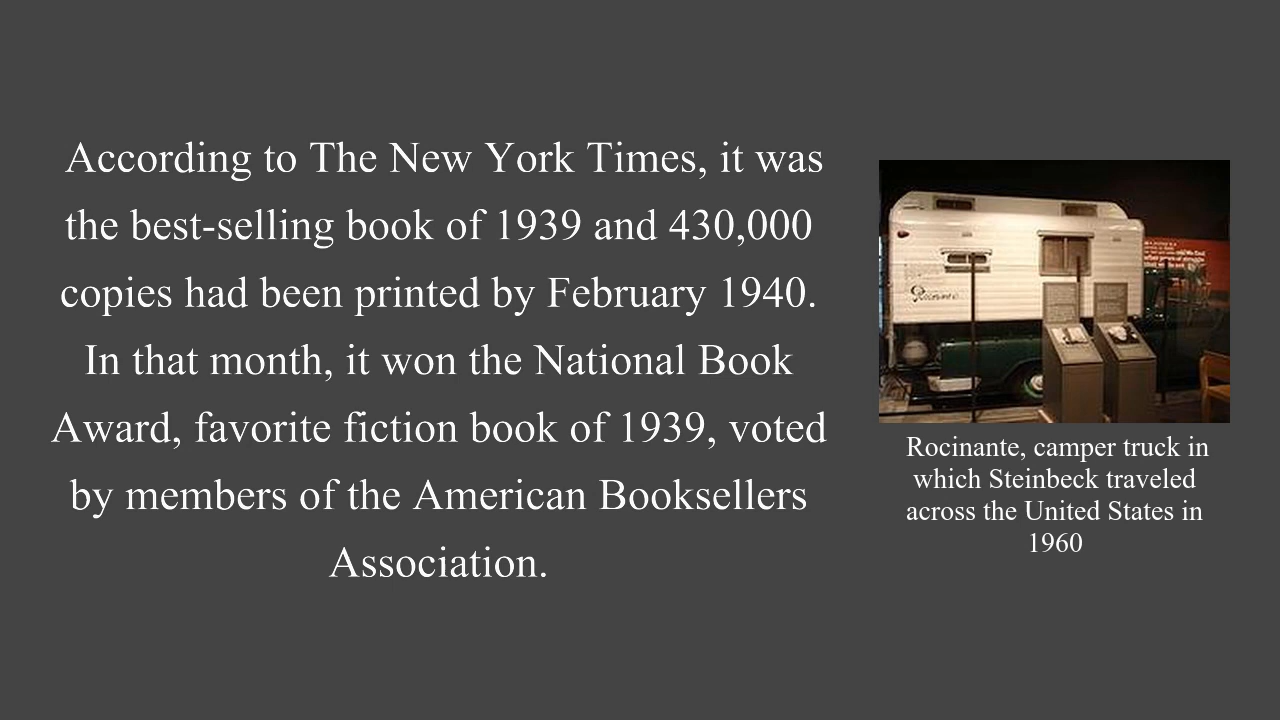 According to The New York Times, it was
the best-selling book of 1939 and 430,000
copies had been printed by February 1940.
In that month, it won the National Book
Award, favorite fiction book of 1939, voted
by members of the American Booksellers
Association.
Rocinante
Rocinante, camper truck in
which Steinbeck traveled
across the United States in
1960